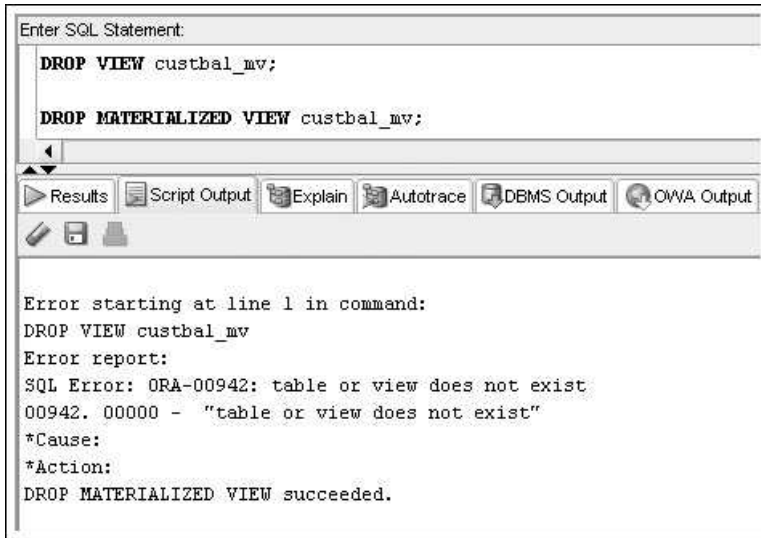 Enter SQL Statement:
DROP VIEW custbal_mv;
DROP MATERIALIZED VIEW custbal_mv;
Results Script Output Explain Autotrace DBMS Output OWA Output
Error starting at line 1 in command:
DROP VIEW custbal_mv
Error report:
SQL Error: ORA-00942: table or view does not exist
00942. 00000 - "table or view does not exist"
*Cause:
*Action:
DROP MATERIALIZED VIEW succeeded.